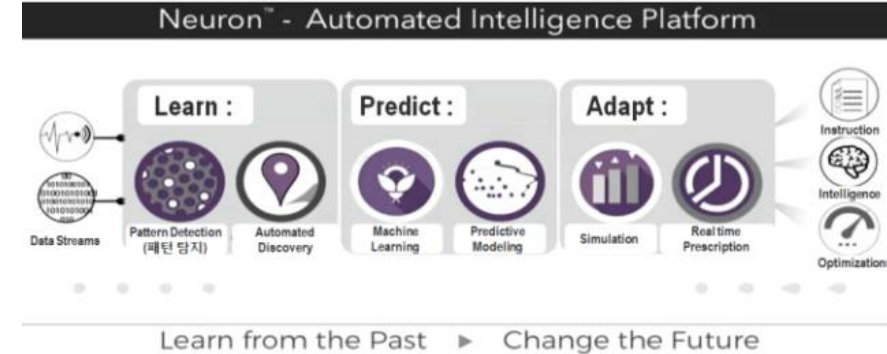 Neuron™ - Automated Intelligence Platform
Learn :
Predict :
Adapt :
Data Streams
Pattern Detection
(패턴 탐지)
Automated
Discovery
Machine
Learning
Predictive
Modeling
Simulation
Real time
Prescription
Instruction
Intelligence
Optimization
Learn from the Past ▶ Change the Future